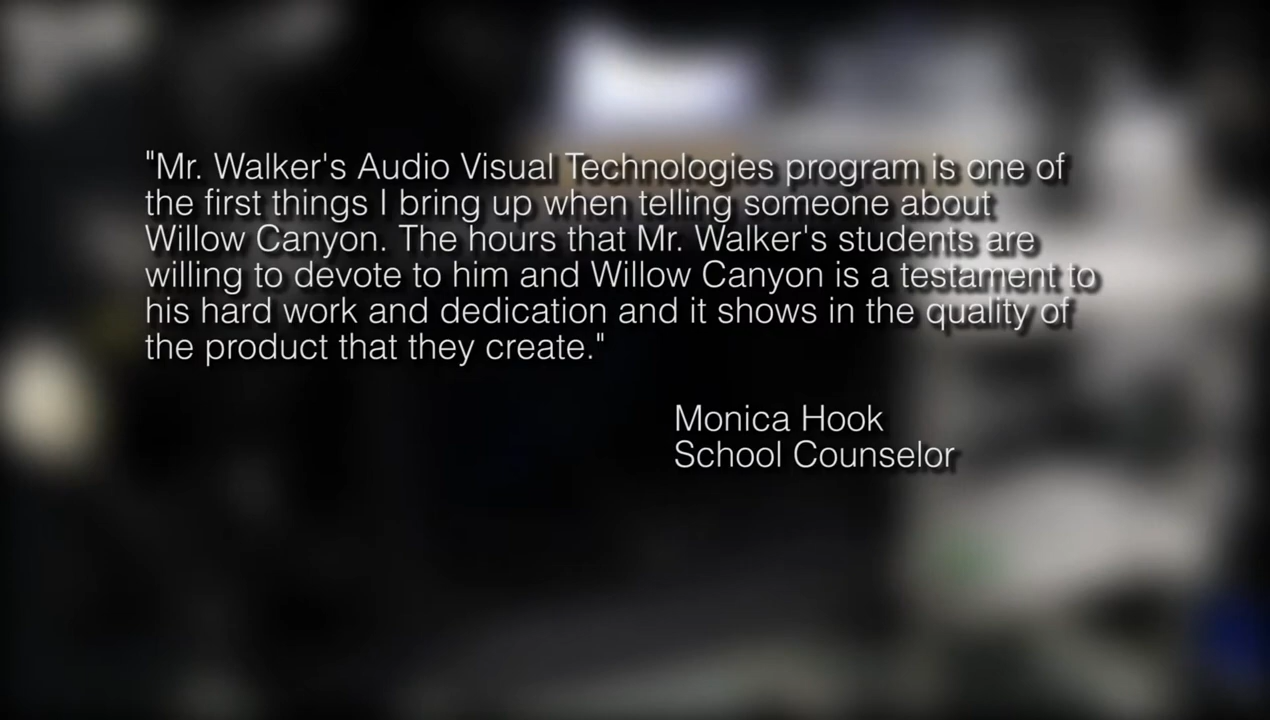 "Mr. Walker's Audio Visual Technologies program is one of
the first things I bring up when telling someone about
Willow Canyon. The hours that Mr. Walker's students are
willing to devote to him and Willow Canyon is a testament to
his hard work and dedication and it shows in the quality of
the product that they create."
Monica Hook
School Counselor